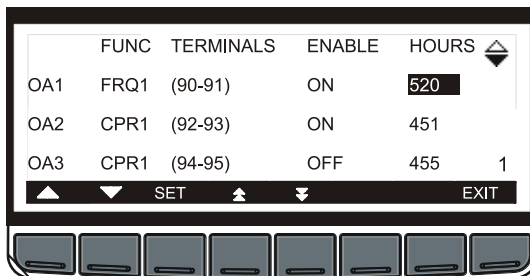 FUNC TERMINALS ENABLE HOURS
OA1 FRQ1 (90-91) ON 520
OA2 CPR1 (92-93) ON 451
OA3 CPR1 (94-95) OFF 455 1
SET EXIT